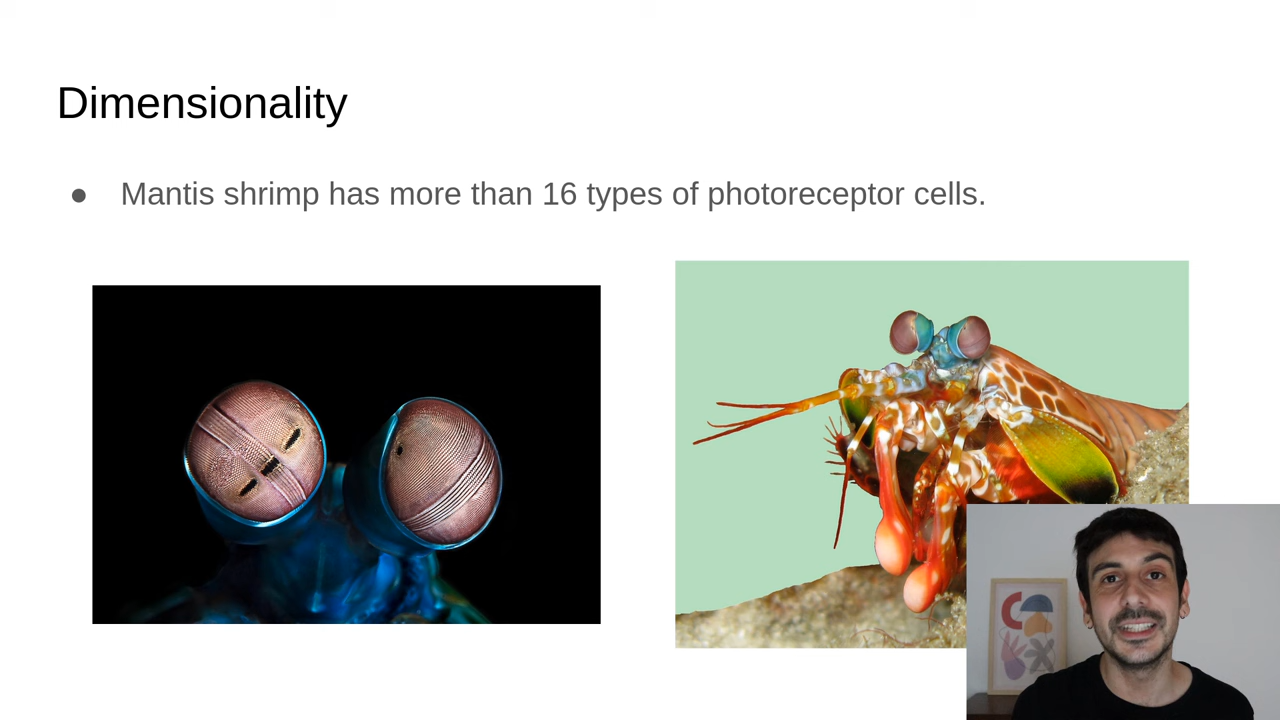 Dimensionality
● Mantis shrimp has more than 16 types of photoreceptor cells.